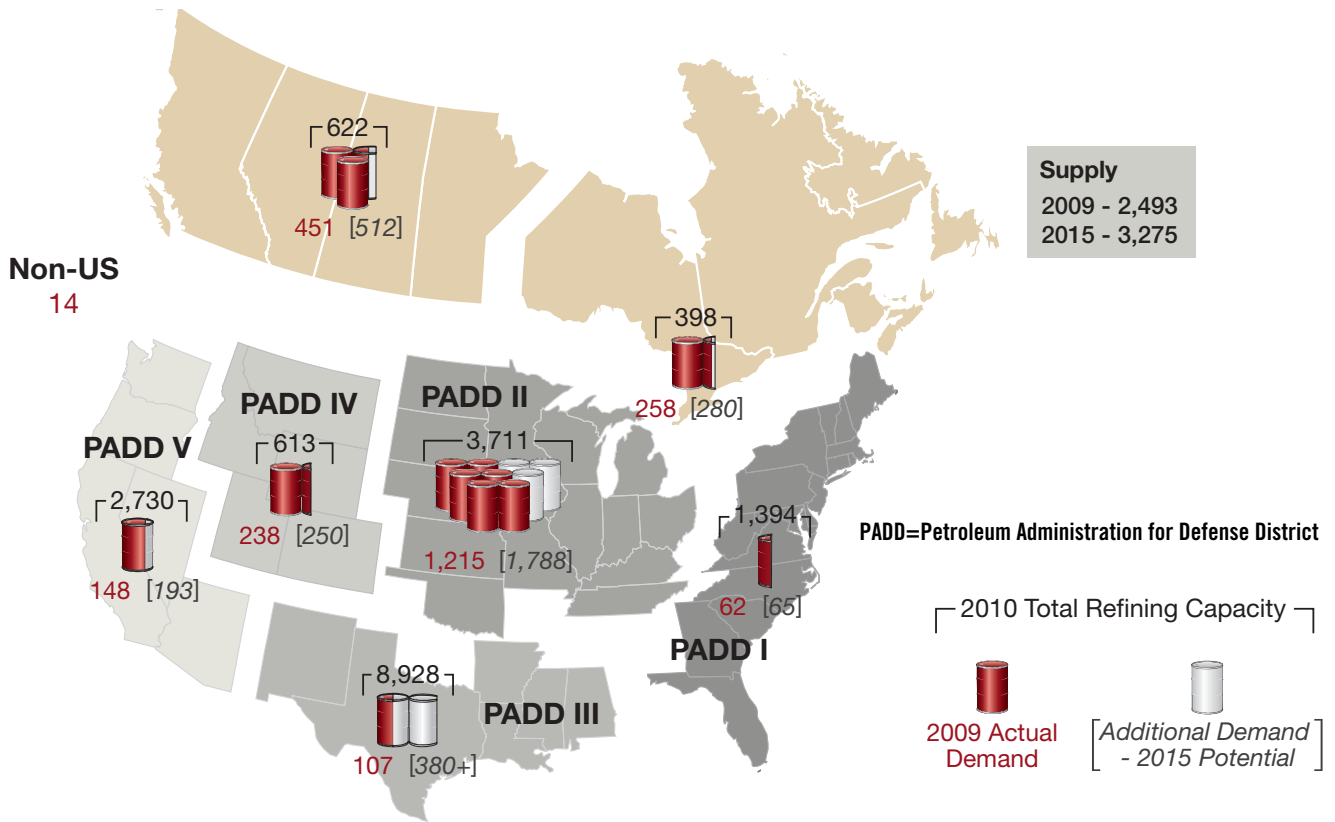 622
451 [512]
Supply
2009 - 2,493
2015 - 3,275
Non-US
14
398
258 [280]
PADD V
2,730
148 [193]
PADD IV
613
238 [250]
PADD II
3,711
1,215 [1,788]
1,394
62 [65]
PADD I
8,928
107 [380+]
PADD III
PADD=Petroleum Administration for Defense District
2010 Total Refining Capacity
2009 Actual
Demand
[Additional Demand
- 2015 Potential]